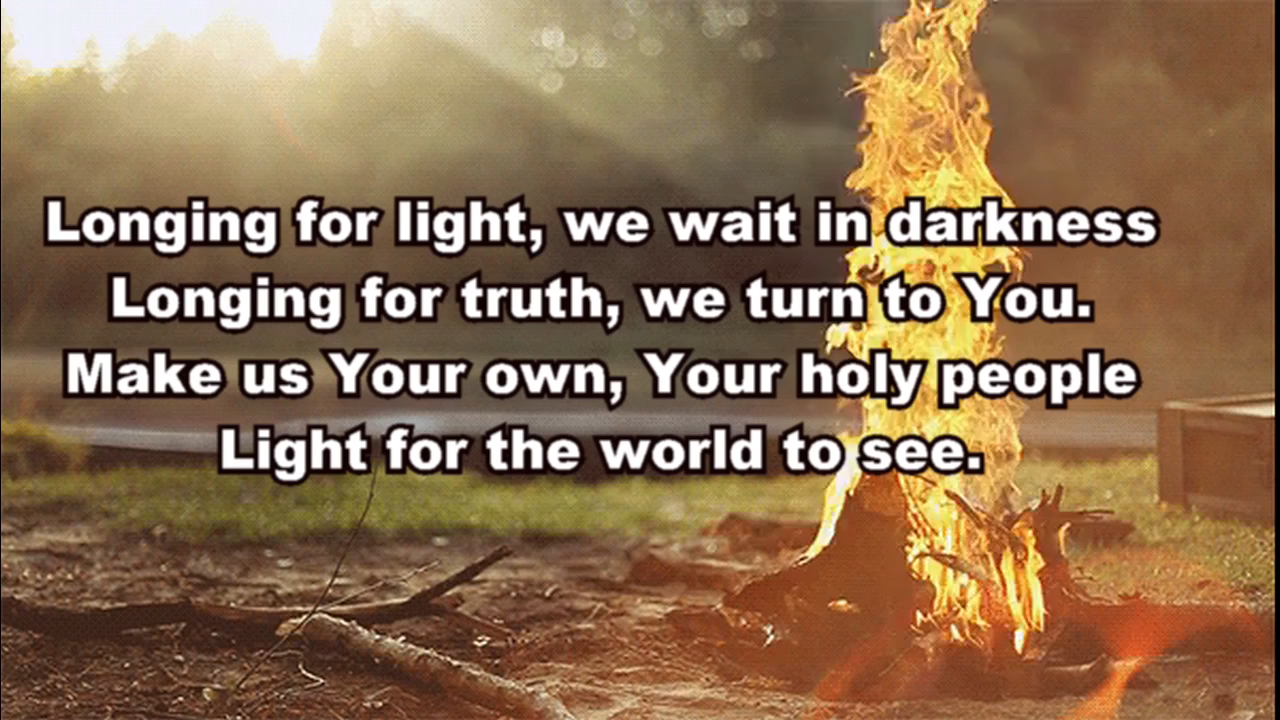 Longing for light, we wait in darkness
Longing for truth, we turn to You.
Make us Your own, Your holy people
Light for the world to see.